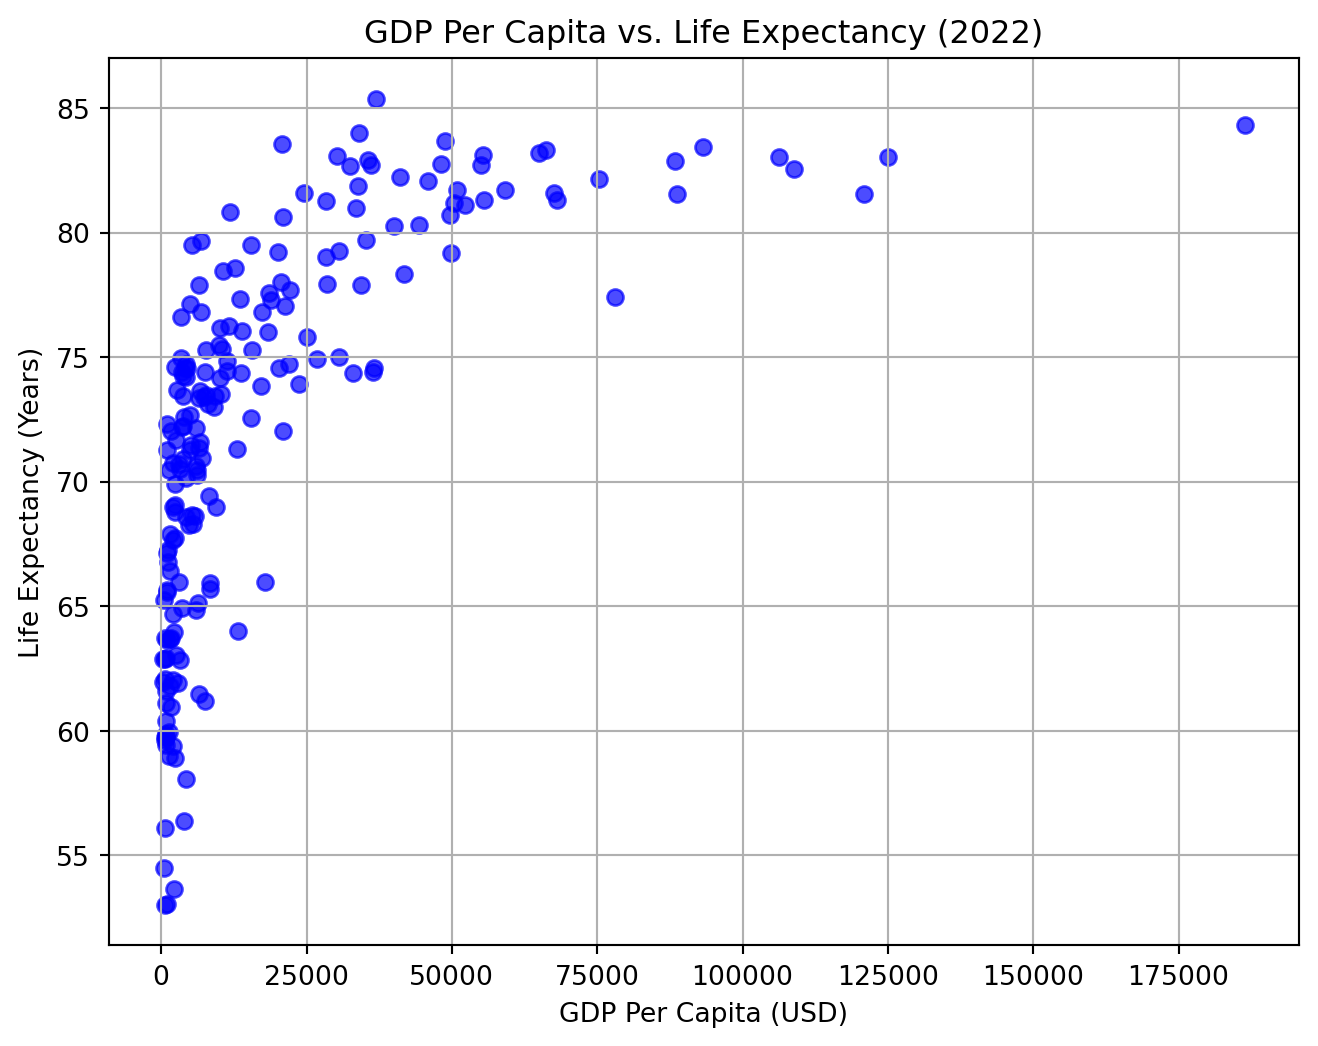 GDP Per Capita vs. Life Expectancy (2022)
85
80
75
70
65
60
55
Life Expectancy (Years)
0 25000 50000 75000 100000 125000 150000 175000
GDP Per Capita (USD)